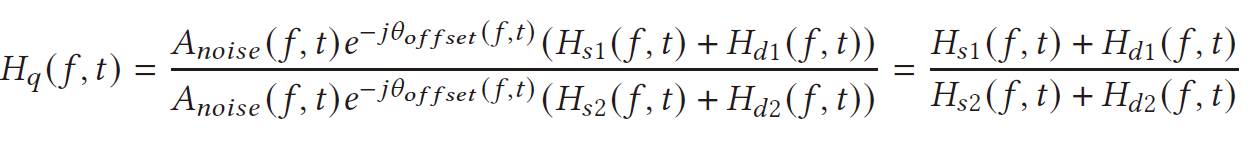 H_q(f,t) = \frac{A_{noise}(f,t)e^{-j\theta_{offset}(f,t)}(H_{s1}(f,t) + H_{d1}(f,t))}{A_{noise}(f,t)e^{-j\theta_{offset}(f,t)}(H_{s2}(f,t) + H_{d2}(f,t))} = \frac{H_{s1}(f,t) + H_{d1}(f,t)}{H_{s2}(f,t) + H_{d2}(f,t)}